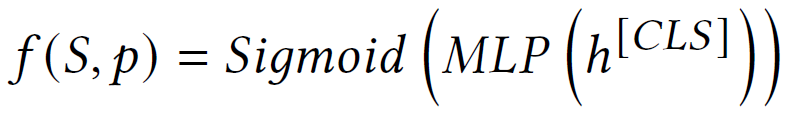 f(S, p) = Sigmoid(MLP(h^{[CLS]}))